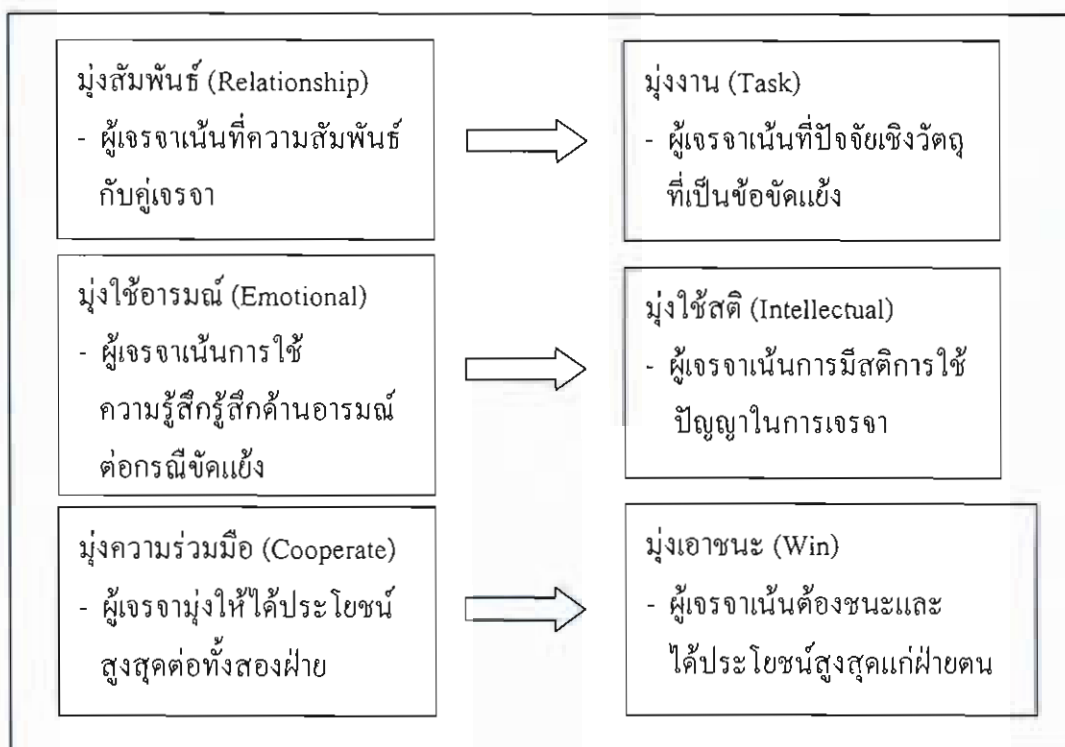 มุ่งสัมพันธ์ (Relationship)
- ผู้เจรจาเน้นที่ความสัมพันธ์
กับคู่เจรจา
มุ่งงาน (Task)
- ผู้เจรจาเน้นที่ปัจจัยเชิงวัตถุ
ที่เป็นข้อขัดแย้ง
มุ่งใช้อารมณ์ (Emotional)
- ผู้เจรจาเน้นการใช้
ความรู้สึกรู้สึกด้านอารมณ์
ต่อกรณีขัดแย้ง
มุ่งใช้สติ (Intellectual)
- ผู้เจรจาเน้นการมีสติการใช้
ปัญญาในการเจรจา
มุ่งความร่วมมือ (Cooperate)
- ผู้เจรจามุ่งให้ได้ประโยชน์
สูงสุดต่อทั้งสองฝ่าย
มุ่งเอาชนะ (Win)
- ผู้เจรจาเน้นต้องชนะและ
ได้ประโยชน์สูงสุดแก่ฝ่ายตน